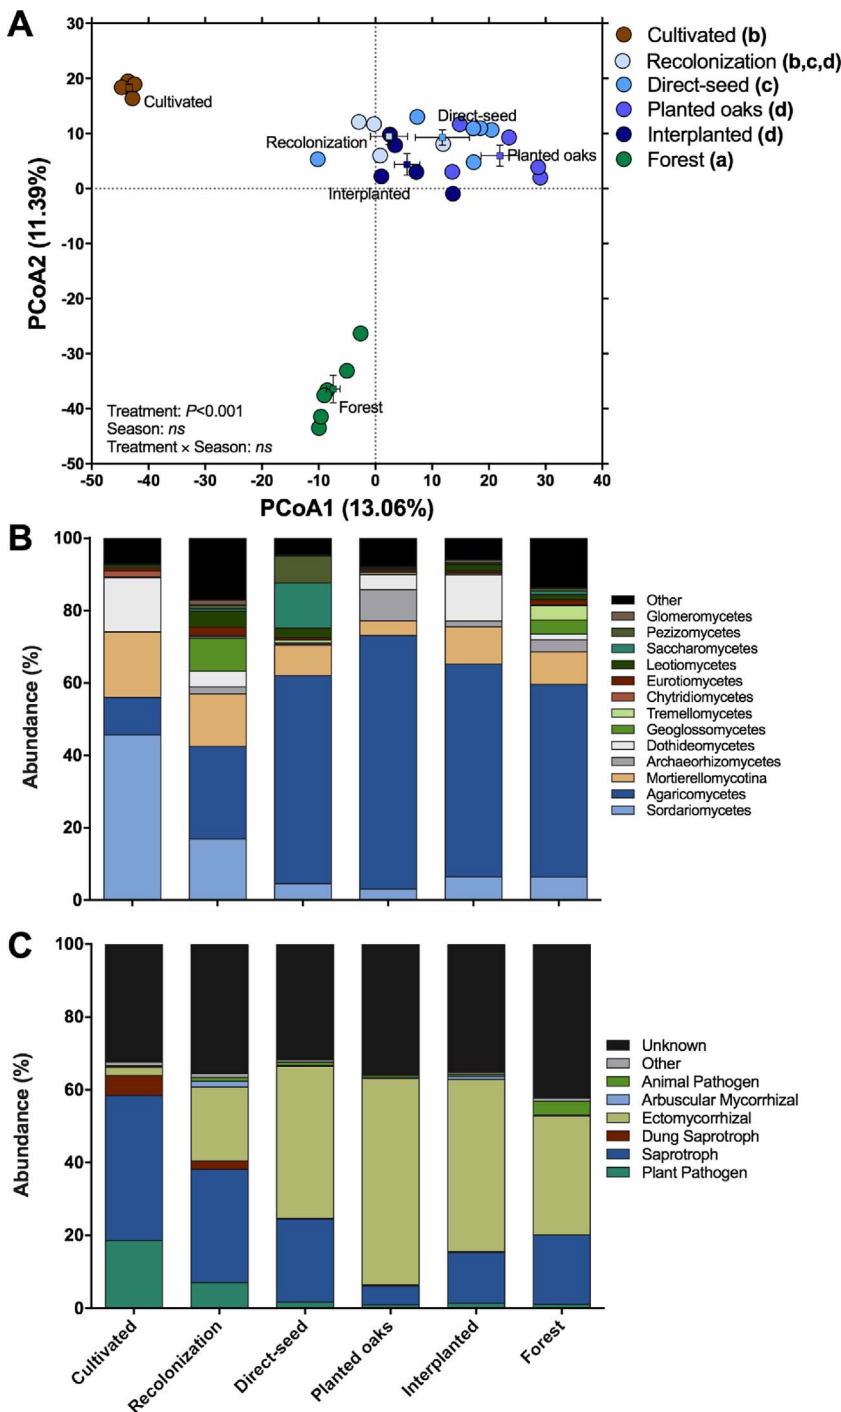 A
30
20
10
0
-10
-20
-30
-40
-50
PCoA2 (11.39%)
Cultivated
Recolonization
Direct-seed
Planted oaks
Interplanted
Forest
Treatment: P<0.001
Season: ns
Treatment × Season: ns
-50 -40 -30 -20 -10 0 10 20 30 40
PCoA1 (13.06%)
Cultivated (b)
Recolonization (b,c,d)
Direct-seed (c)
Planted oaks (d)
Interplanted (d)
Forest (a)
B
100
80
60
40
20
0
Abundance (%)
Other
Glomeromycetes
Pezizomycetes
Saccharomycetes
Leotiomycetes
Eurotiomycetes
Chytridiomycetes
Tremellomycetes
Geoglossomycetes
Dothideomycetes
Archaeorhizomycetes
Mortierellomycotina
Agaricomycetes
Sordariomycetes
C
100
80
60
40
20
0
Abundance (%)
Unknown
Other
Animal Pathogen
Arbuscular Mycorrhizal
Ectomycorrhizal
Dung Saprotroph
Saprotroph
Plant Pathogen
Cultivated
Recolonization
Direct-seed
Planted oaks
Interplanted
Forest